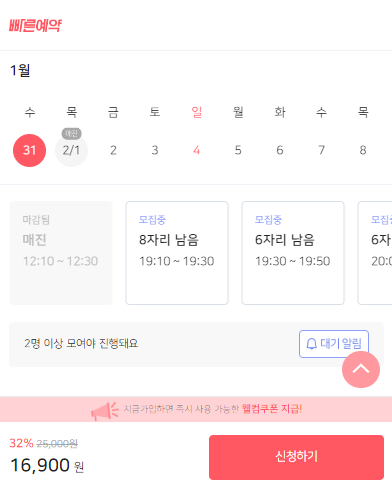 빠른예약
1월
수 목 금 토 일 월 화 수 목
매진
31 2/1 2 3 4 5 6 7 8
마감됨 모집중 모집중 모집중
매진 8자리 남음 6자리 남음 6자
12:10 ~ 12:30 19:10 ~ 19:30 19:30 ~ 19:50 20:0
2명 이상 모여야 진행돼요 대기 알림
지금가입하면 즉시 사용 가능한 웰컴쿠폰 지급!
32% 25,000원
16,900 원
신청하기